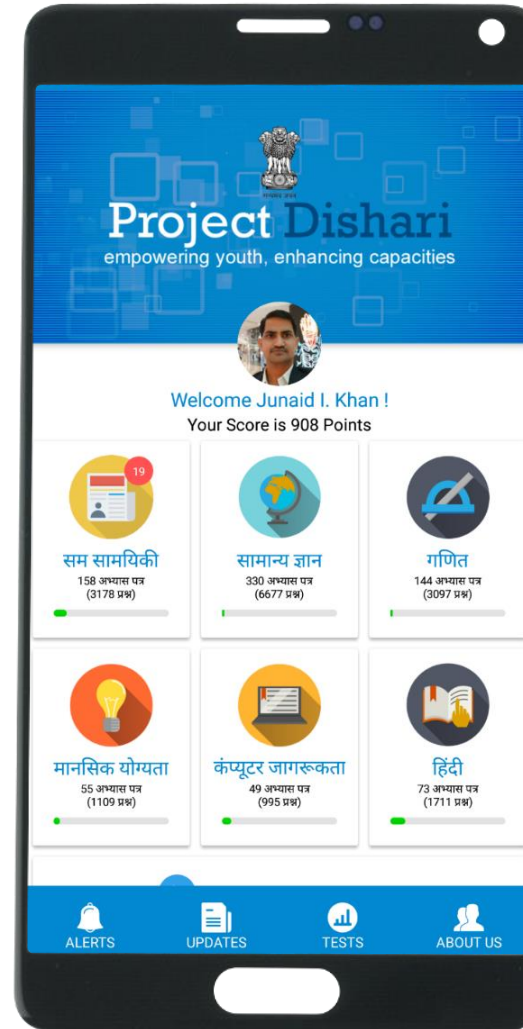 Project Dishari
empowering youth, enhancing capacities
Welcome Junaid I. Khan !
Your Score is 908 Points
19
सम सामयिकी
158 अभ्यास पत्र
(3178 प्रश्न)
सामान्य ज्ञान
330 अभ्यास पत्र
(6677 प्रश्न)
गणित
144 अभ्यास पत्र
(3097 प्रश्न)
मानसिक योग्यता
55 अभ्यास पत्र
(1109 प्रश्न)
कंप्यूटर जागरूकता
49 अभ्यास पत्र
(995 प्रश्न)
हिंदी
73 अभ्यास पत्र
(1711 प्रश्न)
ALERTS
UPDATES
TESTS
ABOUT US